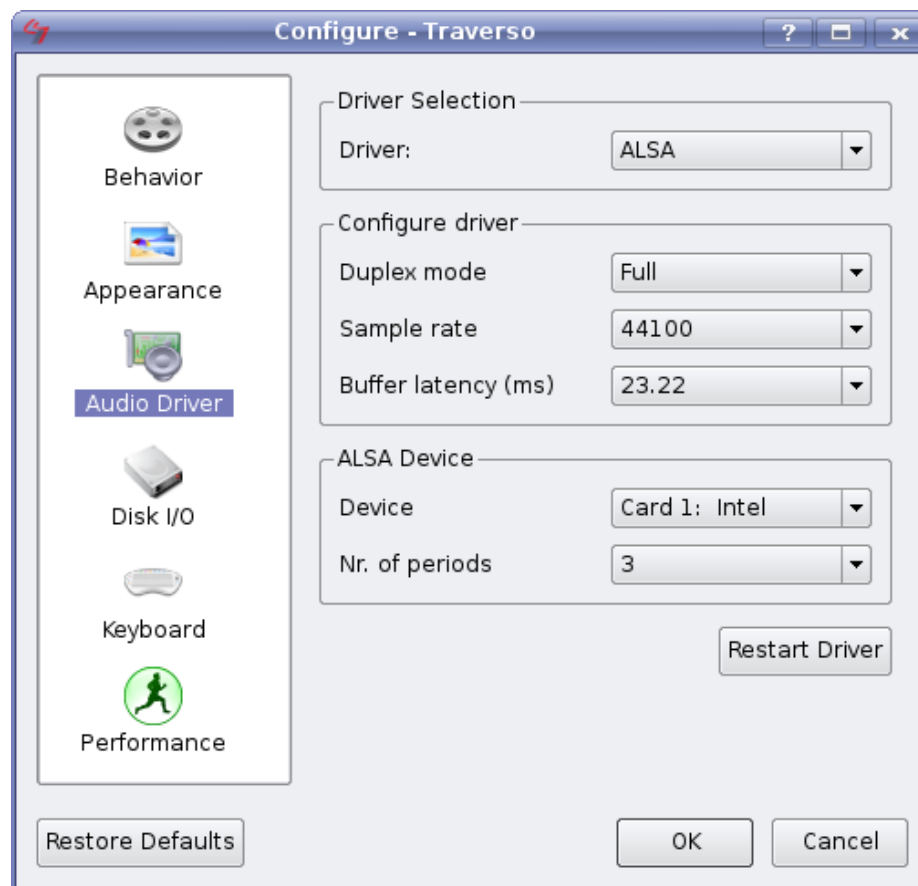 Configure - Traverso
Behavior
Appearance
Audio Driver
Disk I/O
Keyboard
Performance
Driver Selection
Driver: ALSA
Configure driver
Duplex mode Full
Sample rate 44100
Buffer latency (ms) 23.22
ALSA Device
Device Card 1: Intel
Nr. of periods 3
Restart Driver
Restore Defaults OK Cancel